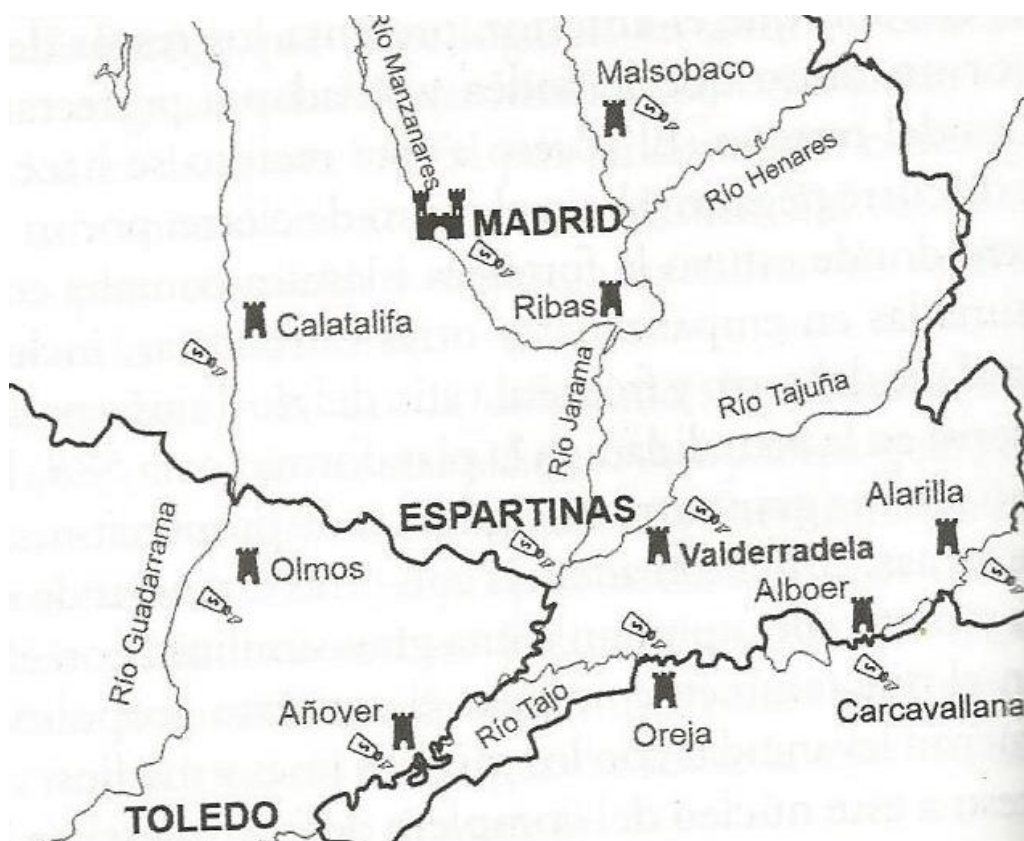 Río Manzanares
Malsobaco
Río Henares
MADRID
Ribas
Calatalifa
Río Jarama
Río Tajuña
Alarilla
ESPARTINAS
Valderradela
Río Guadarrama
Olmos
Alboer
Añover
Río Tajo
Oreja
Carcavallana
TOLEDO
S
S
S
S
S
S
S
S
S
S